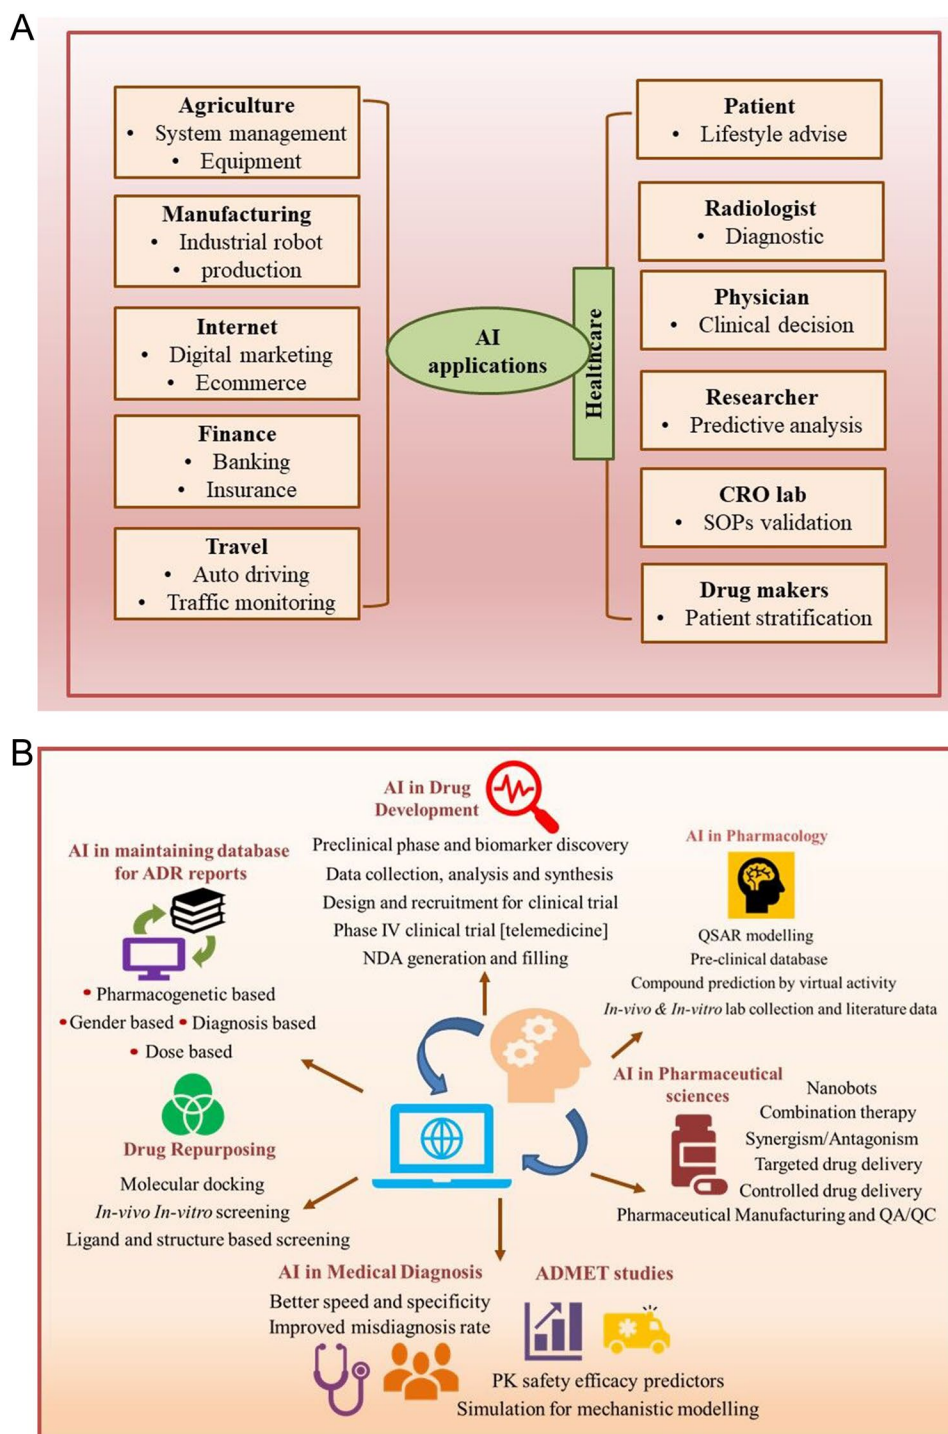 A
Agriculture
• System management
• Equipment
Manufacturing
• Industrial robot
• production
Internet
• Digital marketing
• Ecommerce
Finance
• Banking
• Insurance
Travel
• Auto driving
• Traffic monitoring
AI
applications
Healthcare
Patient
• Lifestyle advise
Radiologist
• Diagnostic
Physician
• Clinical decision
Researcher
• Predictive analysis
CRO lab
• SOPs validation
Drug makers
• Patient stratification
B
AI in Drug
Development
Preclinical phase and biomarker discovery
Data collection, analysis and synthesis
Design and recruitment for clinical trial
Phase IV clinical trial [telemedicine]
NDA generation and filling
AI in maintaining database
for ADR reports
• Pharmacogenetic based
• Gender based • Diagnosis based
• Dose based
AI in Pharmacology
QSAR modelling
Pre-clinical database
Compound prediction by virtual activity
In-vivo & In-vitro lab collection and literature data
AI in Pharmaceutical
sciences
Nanobots
Combination therapy
Synergism/Antagonism
Targeted drug delivery
Controlled drug delivery
Pharmaceutical Manufacturing and QA/QC
Drug Repurposing
Molecular docking
In-vivo In-vitro screening
Ligand and structure based screening
AI in Medical Diagnosis
Better speed and specificity
Improved misdiagnosis rate
ADMET studies
PK safety efficacy predictors
Simulation for mechanistic modelling